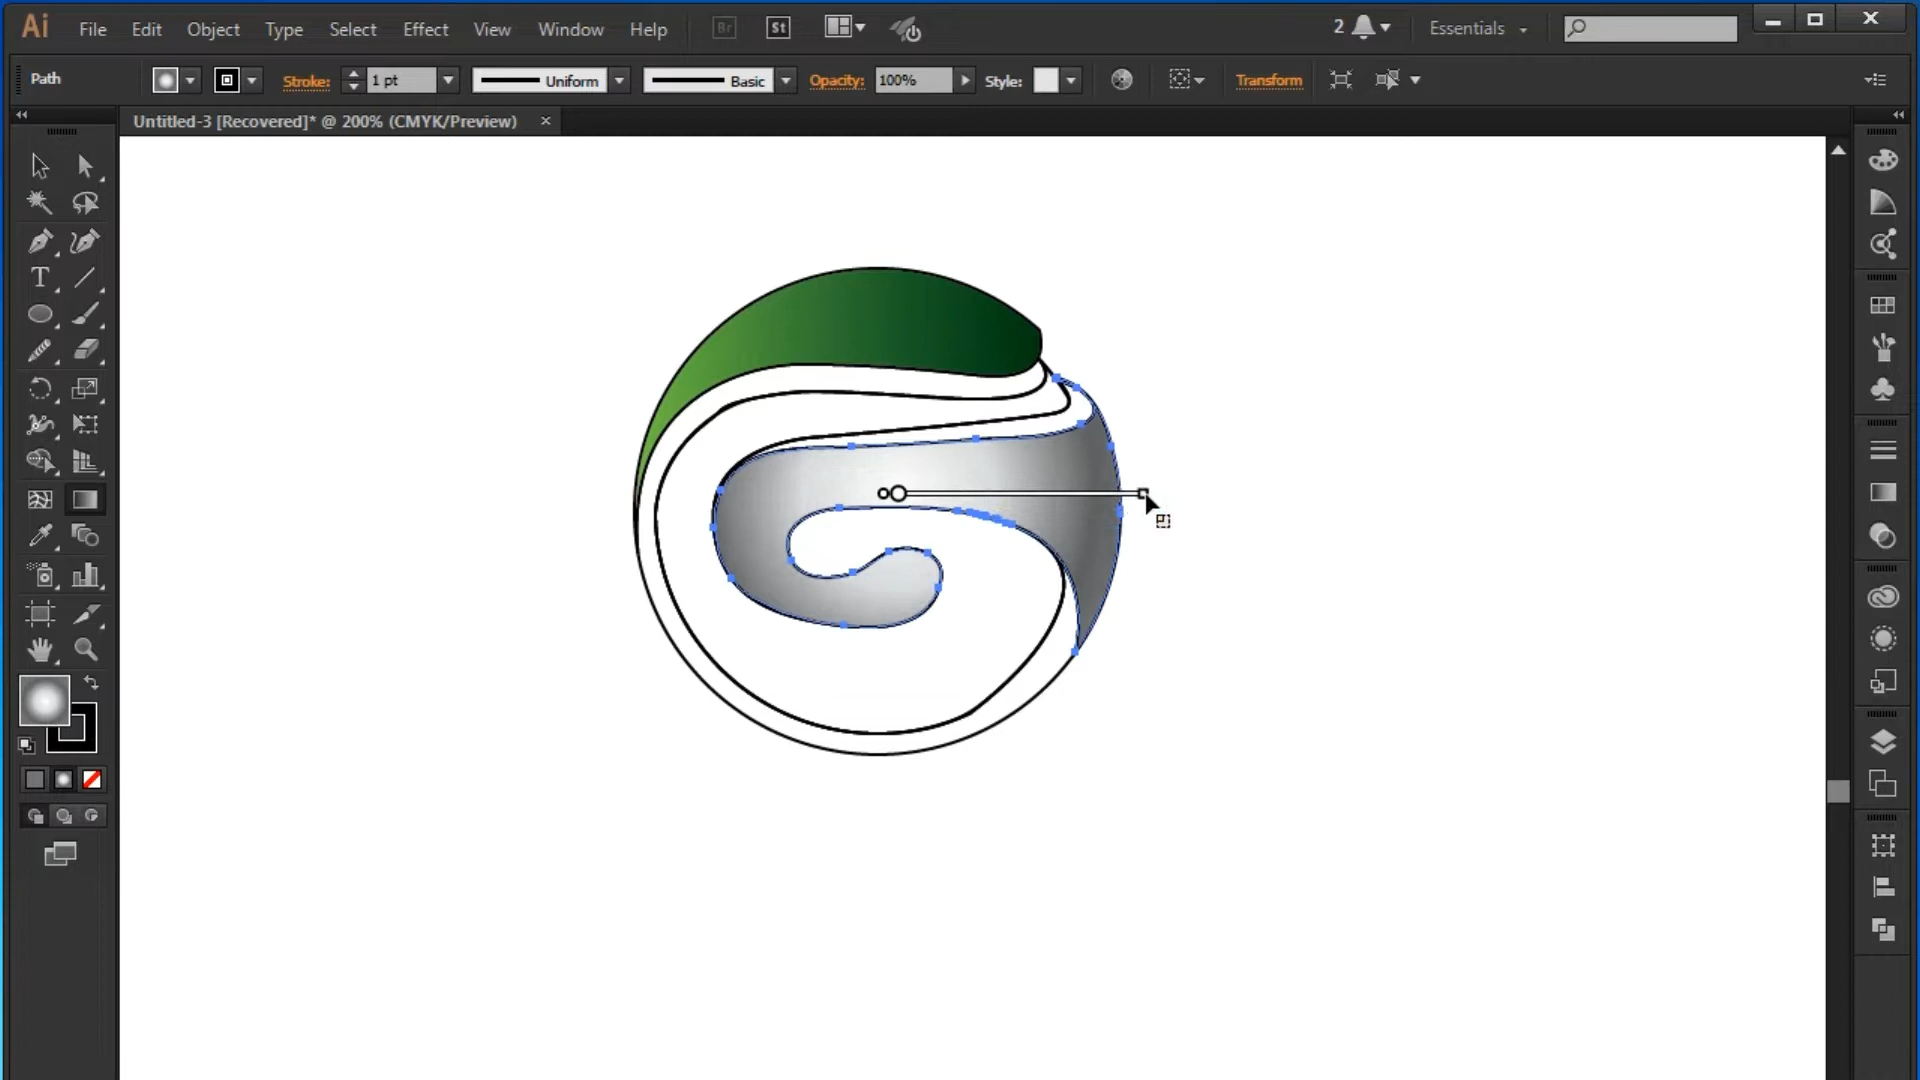 Ai File Edit Object Type Select Effect View Window Help Br St 2 Essentials
Path Stroke: 1 pt Uniform Basic Opacity: 100% Style: Transform
Untitled-3 [Recovered]* @ 200% (CMYK/Preview) ×
T